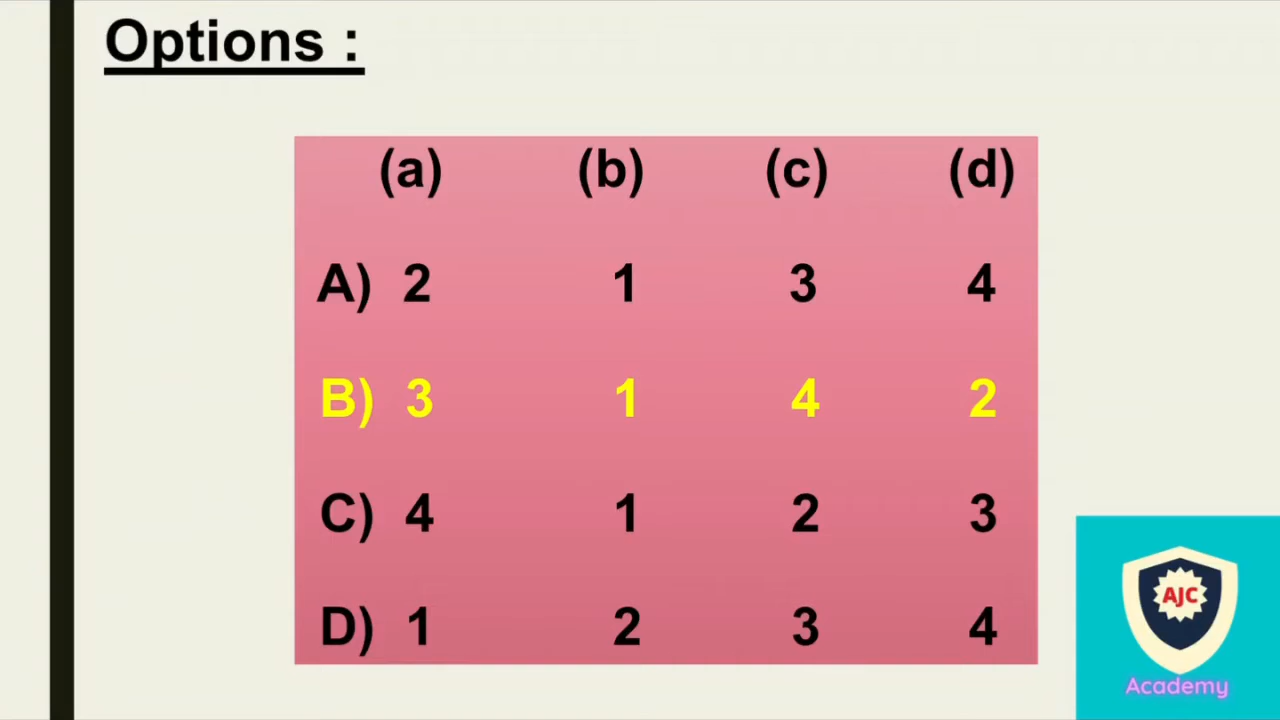 Options :
(a) (b) (c) (d)
A) 2 1 3 4
B) 3 1 4 2
C) 4 1 2 3
D) 1 2 3 4
AJC
Academy